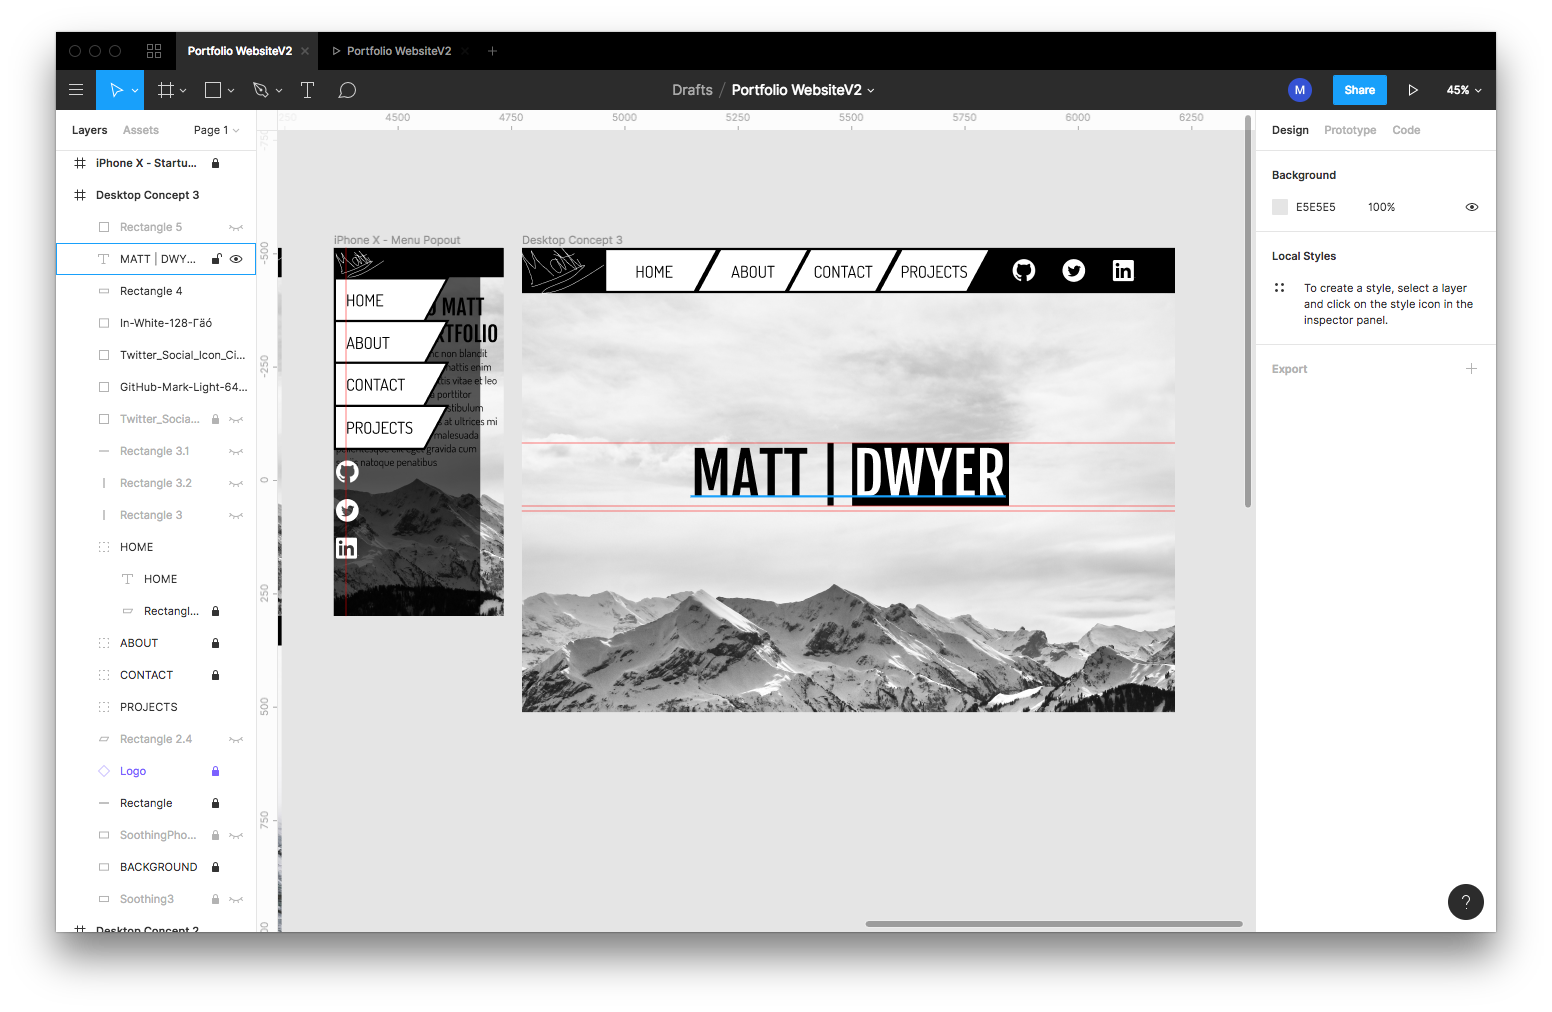 Portfolio WebsiteV2
Portfolio WebsiteV2
Drafts / Portfolio WebsiteV2
M
Share
45%
Layers
Assets
Page 1
iPhone X - Startu...
Desktop Concept 3
Rectangle 5
MATT | DWY...
Rectangle 4
In-White-128-Γäó
Twitter_Social_Icon_Ci...
GitHub-Mark-Light-64...
Twitter_Socia...
Rectangle 3.1
Rectangle 3.2
Rectangle 3
HOME
HOME
Rectangl...
ABOUT
CONTACT
PROJECTS
Rectangle 2.4
Logo
Rectangle
SoothingPho...
BACKGROUND
Soothing3
Desktop Concept 2
4500
4750
5000
5250
5500
5750
6000
6250
-500
-250
0
250
500
750
iPhone X - Menu Popout
Matt
HOME
ABOUT
CONTACT
PROJECTS
MATT
TFOLIO
non blandit
mattis enim
vitae et leo
porttitor
at ultrices mi
malesuada
gravida cum
natoque penatibus
in
Desktop Concept 3
Matt
HOME
ABOUT
CONTACT
PROJECTS
in
MATT | DWYER
Design
Prototype
Code
Background
E5E5E5
100%
Local Styles
To create a style, select a layer
and click on the style icon in the
inspector panel.
Export
?